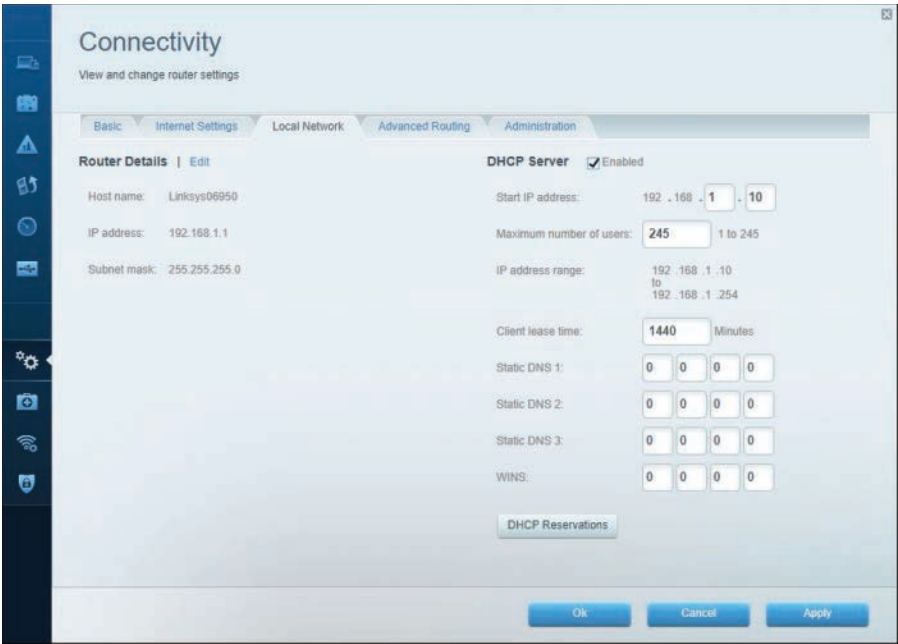 Connectivity
View and change router settings
Basic Internet Settings Local Network Advanced Routing Administration
Router Details | Edit
Host name: Linksys06950
IP address: 192.168.1.1
Subnet mask: 255.255.255.0
DHCP Server Enabled
Start IP address: 192 . 168 . 1 . 10
Maximum number of users: 245 1 to 245
IP address range: 192 .168 .1 .10
to
192 .168 .1 .254
Client lease time: 1440 Minutes
Static DNS 1: 0 0 0 0
Static DNS 2: 0 0 0 0
Static DNS 3: 0 0 0 0
WINS: 0 0 0 0
DHCP Reservations
Ok Cancel Apply